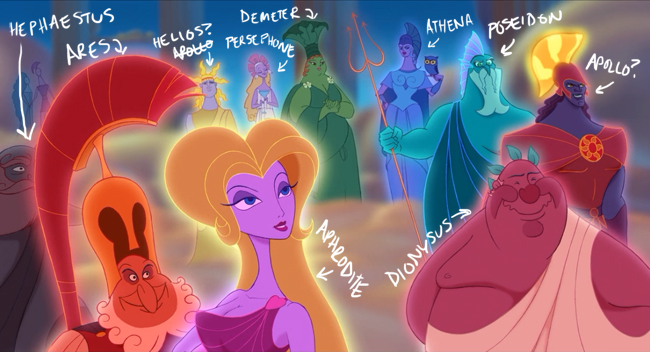 HEPHAESTUS
ARES
HELIOS?
APOLLO
DEMETER
PERSEPHONE
ATHENA
POSEIDON
APOLLO?
APHRODITE
DIONYSUS